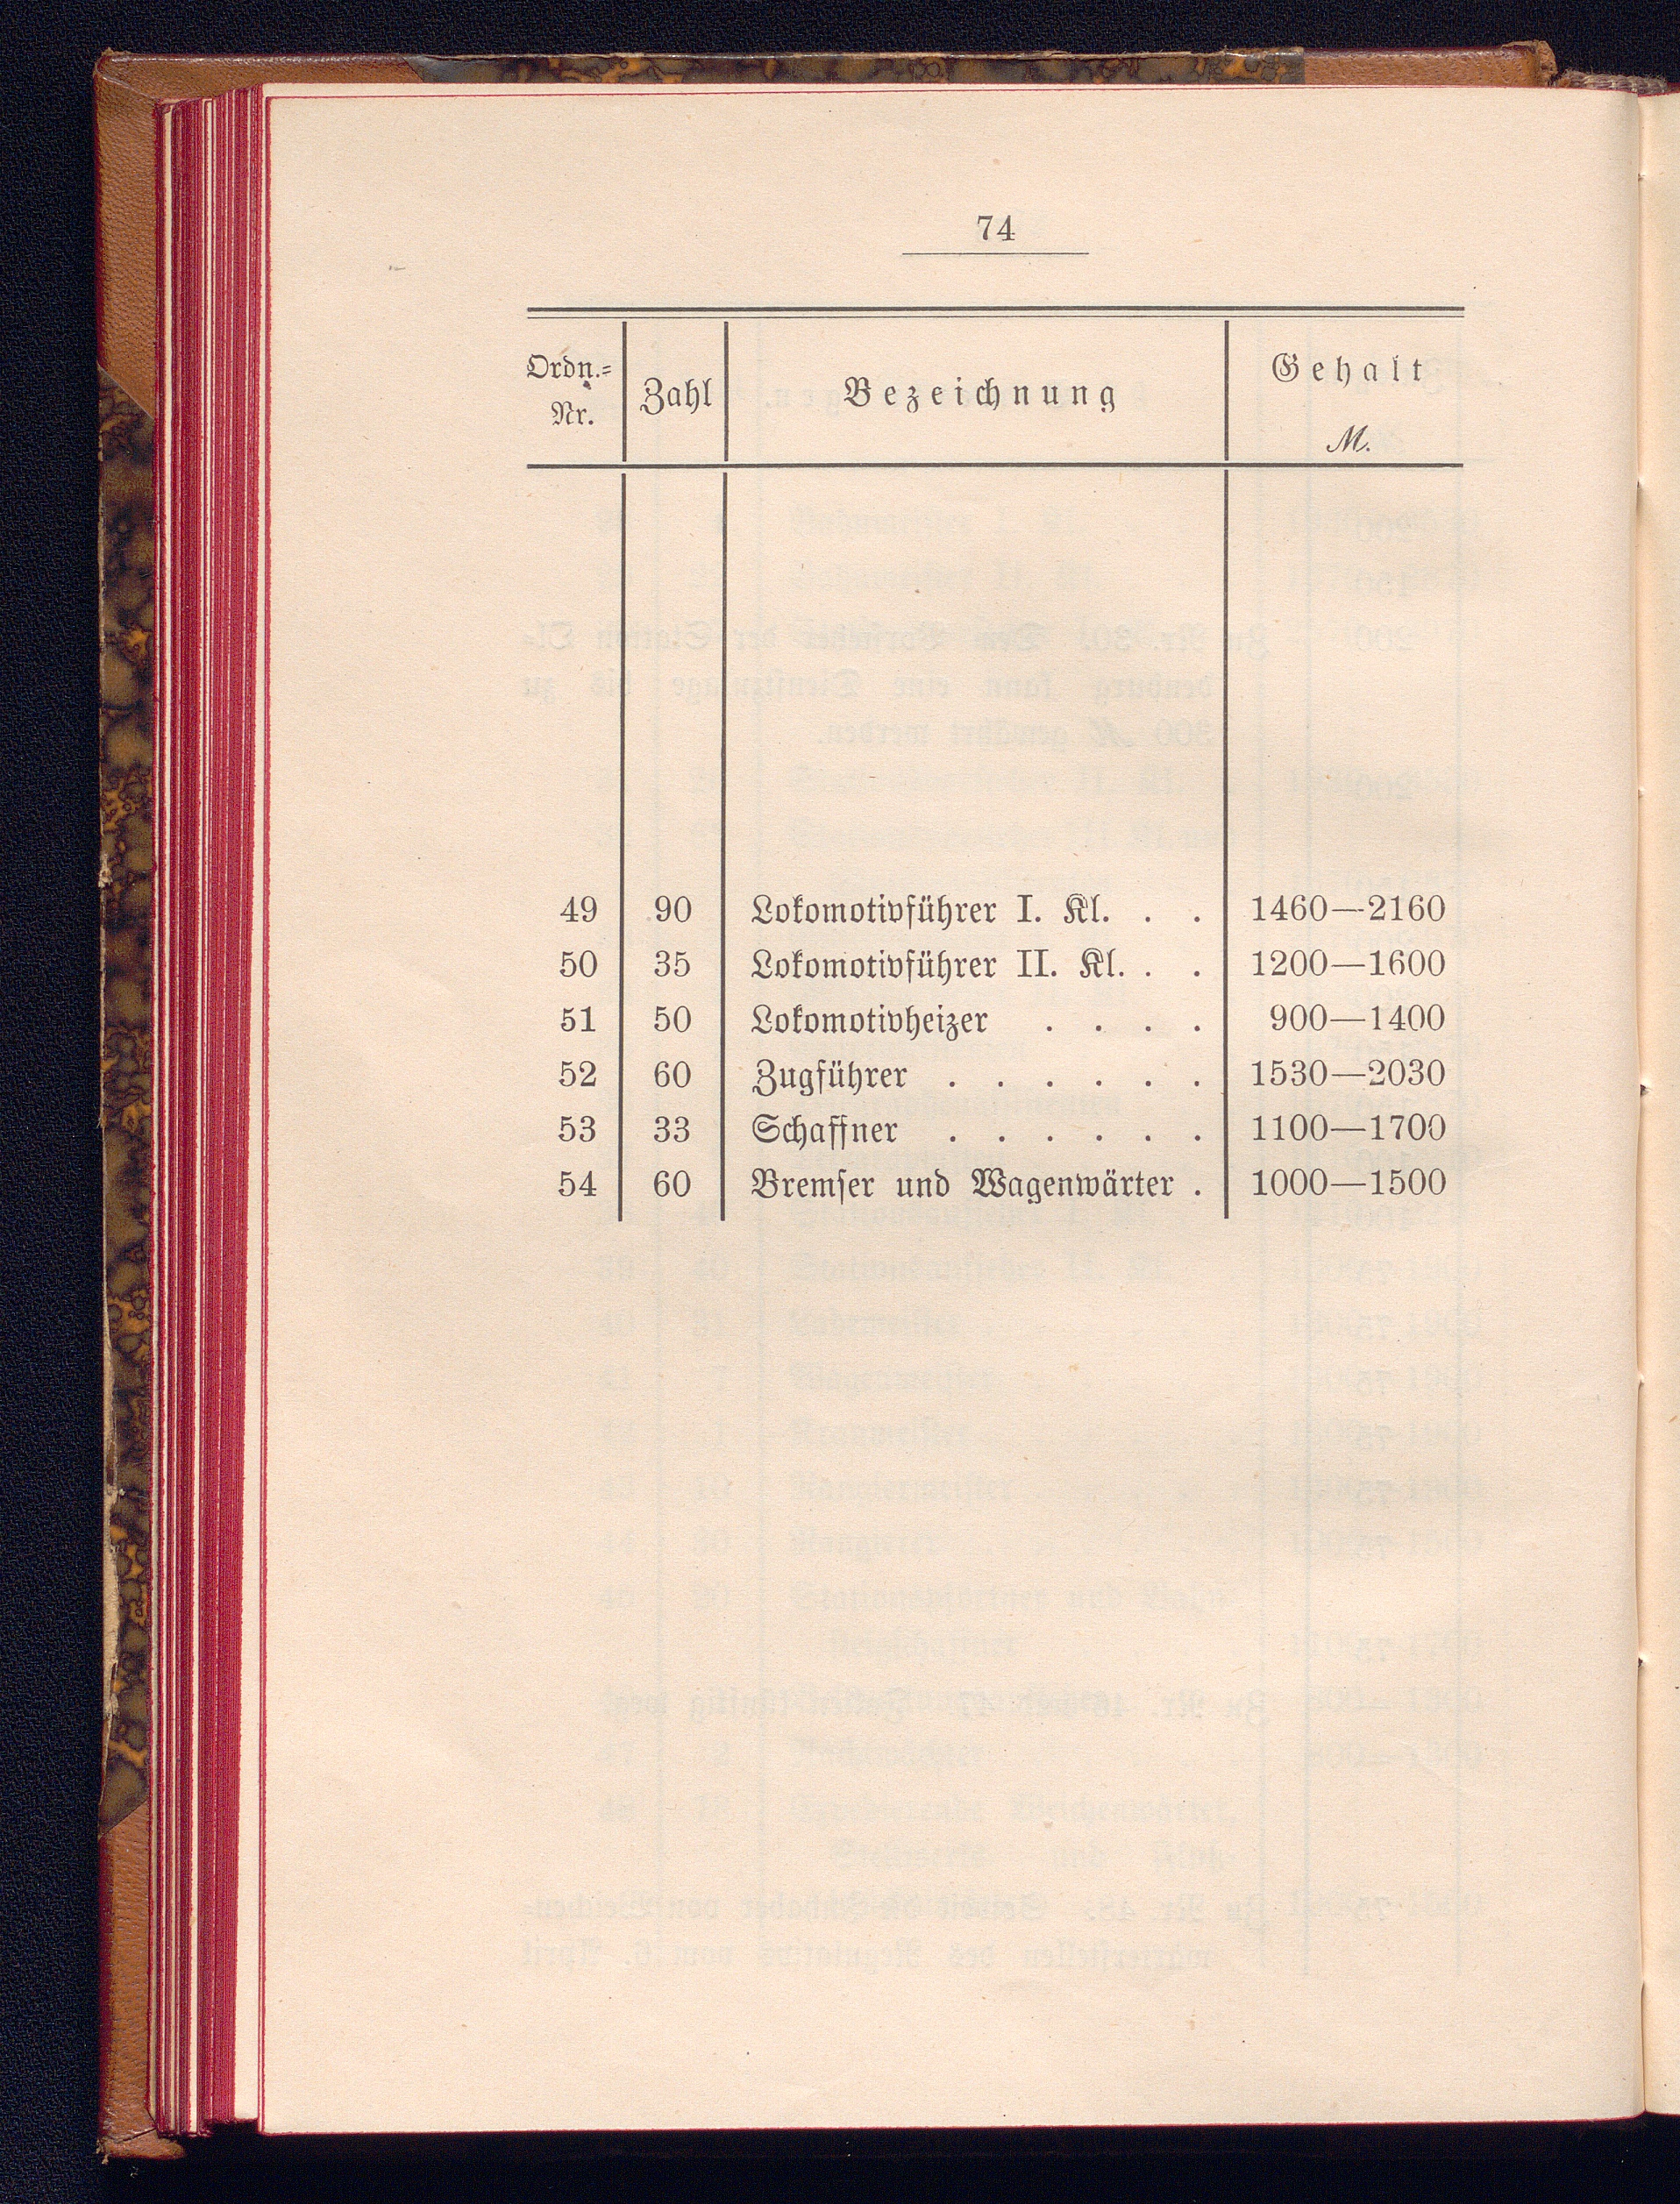 74
Ordn.-Nr. Zahl Bezeichnung Gehalt M.
49 90 Lokomotivführer I. Kl. . . 1460—2160
50 35 Lokomotivführer II. Kl. . . 1200—1600
51 50 Lokomotivheizer . . . . 900—1400
52 60 Zugführer . . . . . . 1530—2030
53 33 Schaffner . . . . . . 1100—1700
54 60 Bremser und Wagenwärter . 1000—1500